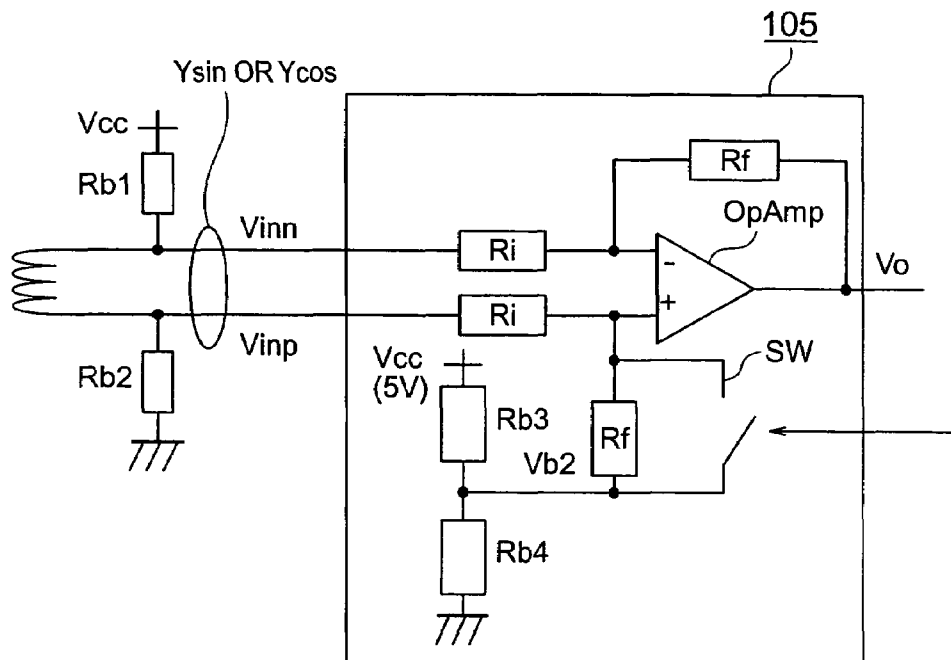 105
Ysin OR Ycos
Vcc
Rb1
Rf
OpAmp
Vinn
Ri
-
Vo
+
Ri
Vinp
Rb2
Vcc
(5V)
SW
Rb3
Rf
Vb2
Rb4